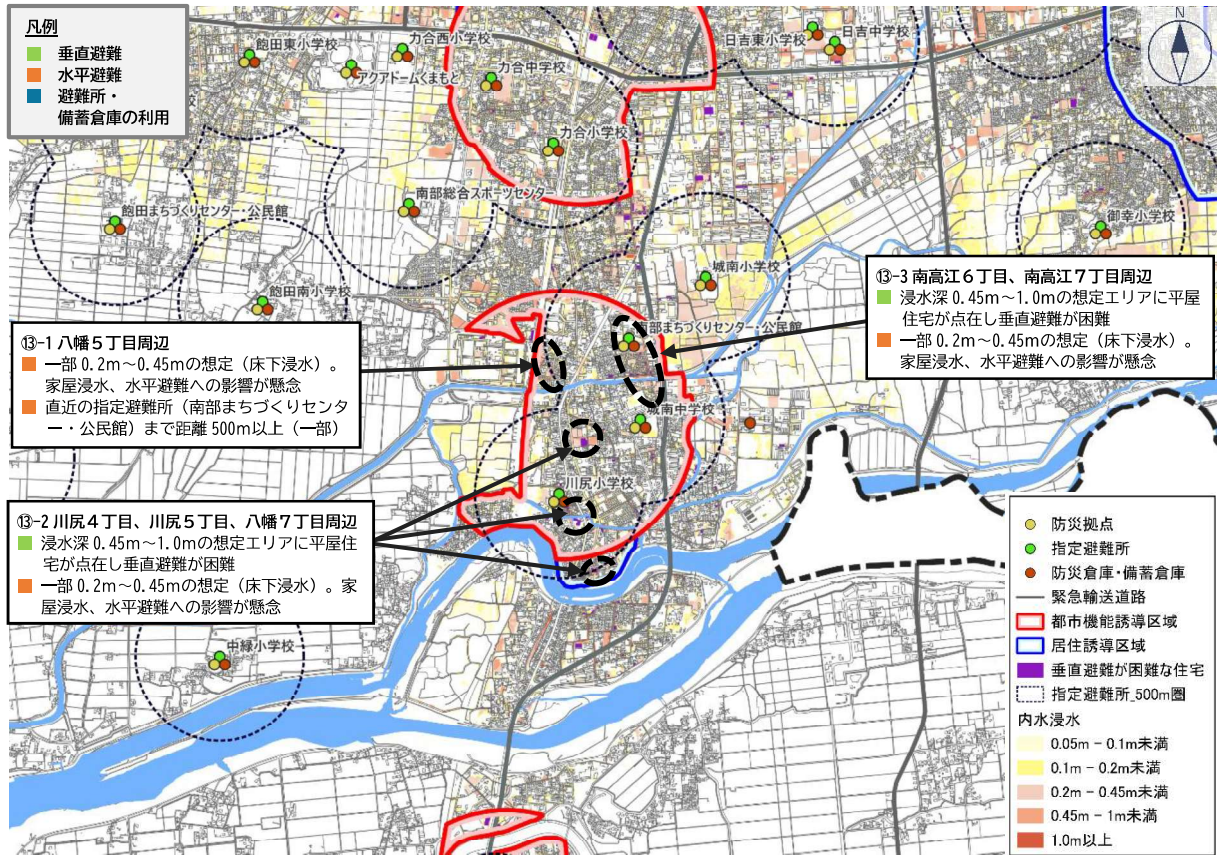 凡例
垂直避難
水平避難
避難所・
備蓄倉庫の利用
飽田東小学校
力合西小学校
アクアドームくまもと
力合中学校
日吉東小学校
日吉中学校
N
力合小学校
飽田まちづくりセンター・公民館
南部総合スポーツセンター
御幸小学校
飽田南小学校
城南小学校
南部まちづくりセンター・公民館
城南中学校
川尻小学校
中緑小学校
⑬-1 八幡5丁目周辺
一部 0.2m～0.45mの想定（床下浸水）。
家屋浸水、水平避難への影響が懸念
直近の指定避難所（南部まちづくりセンタ
ー・公民館）まで距離 500m以上（一部）
⑬-3 南高江6丁目、南高江7丁目周辺
浸水深 0.45m～1.0mの想定エリアに平屋
住宅が点在し垂直避難が困難
一部 0.2m～0.45mの想定（床下浸水）。
家屋浸水、水平避難への影響が懸念
⑬-2 川尻4丁目、川尻5丁目、八幡7丁目周辺
浸水深 0.45m～1.0mの想定エリアに平屋住
宅が点在し垂直避難が困難
一部 0.2m～0.45mの想定（床下浸水）。家
屋浸水、水平避難への影響が懸念
防災拠点
指定避難所
防災倉庫・備蓄倉庫
緊急輸送道路
都市機能誘導区域
居住誘導区域
垂直避難が困難な住宅
指定避難所_500m圏
内水浸水
0.05m - 0.1m未満
0.1m - 0.2m未満
0.2m - 0.45m未満
0.45m - 1m未満
1.0m以上